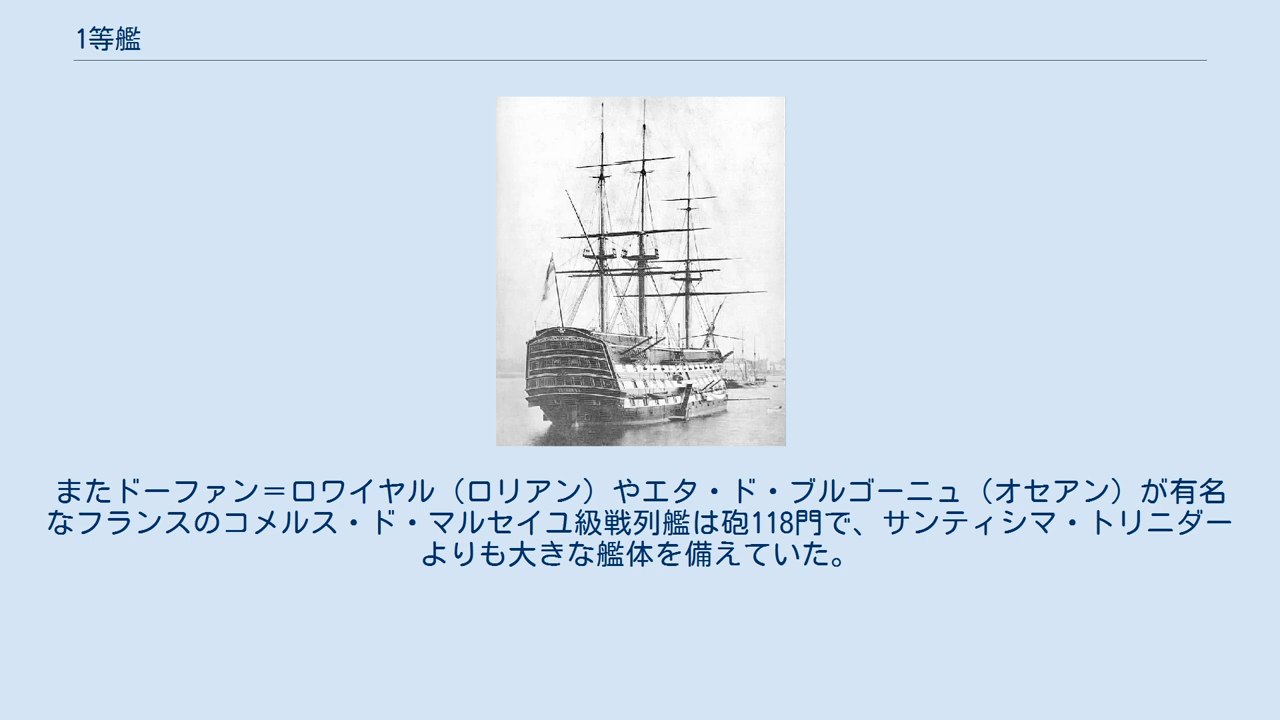 1等艦
またドーファン＝ロワイヤル（ロリアン）やエタ・ド・ブルゴーニュ（オセアン）が有名
なフランスのコメルス・ド・マルセイユ級戦列艦は砲118門で、サンティシマ・トリニダー
よりも大きな艦体を備えていた。